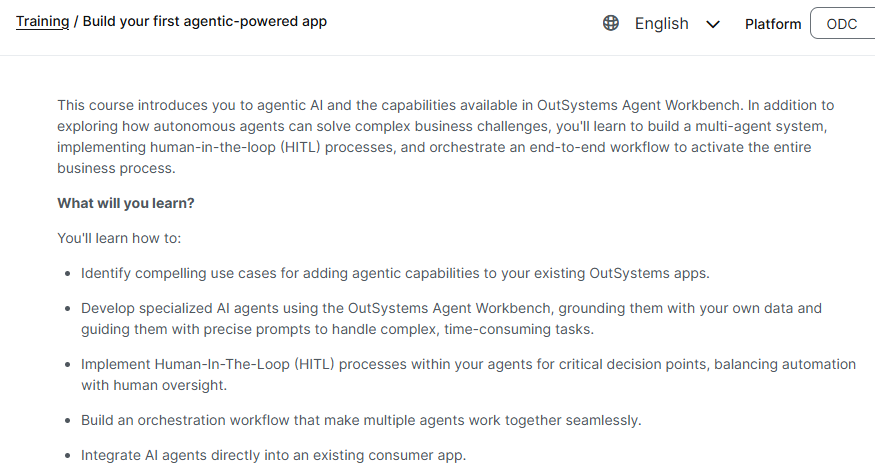 Training / Build your first agentic-powered app
English
Platform
ODC
This course introduces you to agentic AI and the capabilities available in OutSystems Agent Workbench. In addition to
exploring how autonomous agents can solve complex business challenges, you'll learn to build a multi-agent system,
implementing human-in-the-loop (HITL) processes, and orchestrate an end-to-end workflow to activate the entire
business process.
What will you learn?
You'll learn how to:
• Identify compelling use cases for adding agentic capabilities to your existing OutSystems apps.
• Develop specialized AI agents using the OutSystems Agent Workbench, grounding them with your own data and
guiding them with precise prompts to handle complex, time-consuming tasks.
• Implement Human-In-The-Loop (HITL) processes within your agents for critical decision points, balancing automation
with human oversight.
• Build an orchestration workflow that make multiple agents work together seamlessly.
• Integrate AI agents directly into an existing consumer app.